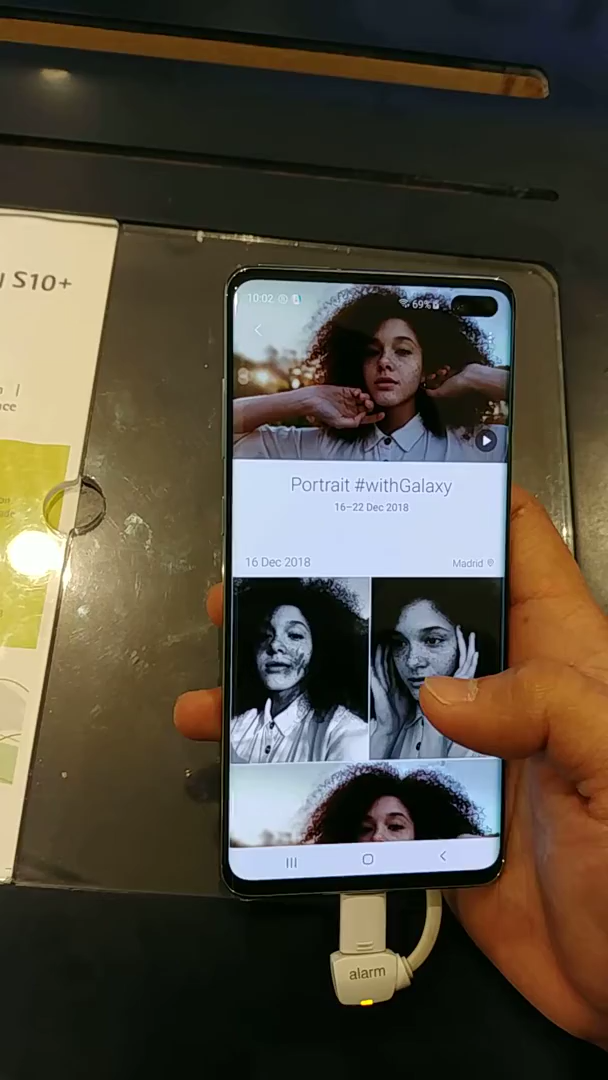 S10+
10:02
69%
Portrait #withGalaxy
16–22 Dec 2018
16 Dec 2018
Madrid
alarm